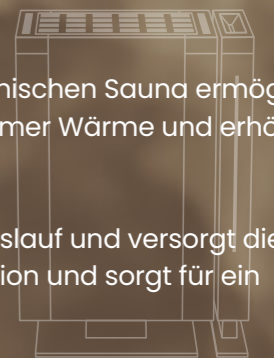 nischen Sauna ermög
mer Wärme und erhö
slauf und versorgt die
ion und sorgt für ein